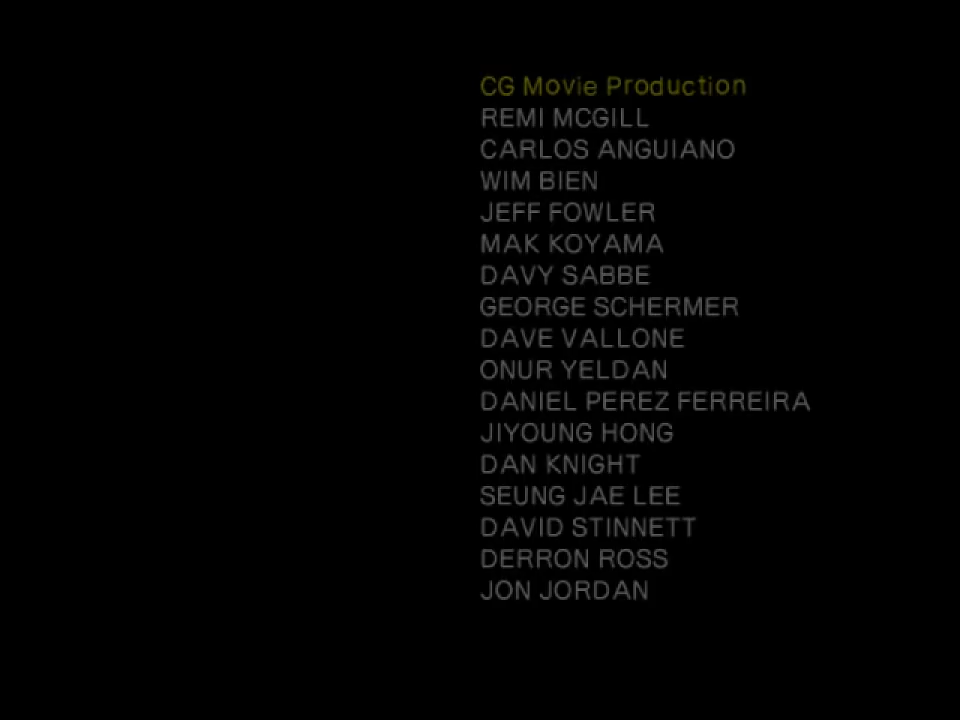 CG Movie Production
REMI MCGILL
CARLOS ANGUIANO
WIM BIEN
JEFF FOWLER
MAK KOYAMA
DAVY SABBE
GEORGE SCHERMER
DAVE VALLONE
ONUR YELDAN
DANIEL PEREZ FERREIRA
JIYOUNG HONG
DAN KNIGHT
SEUNG JAE LEE
DAVID STINNETT
DERRON ROSS
JON JORDAN